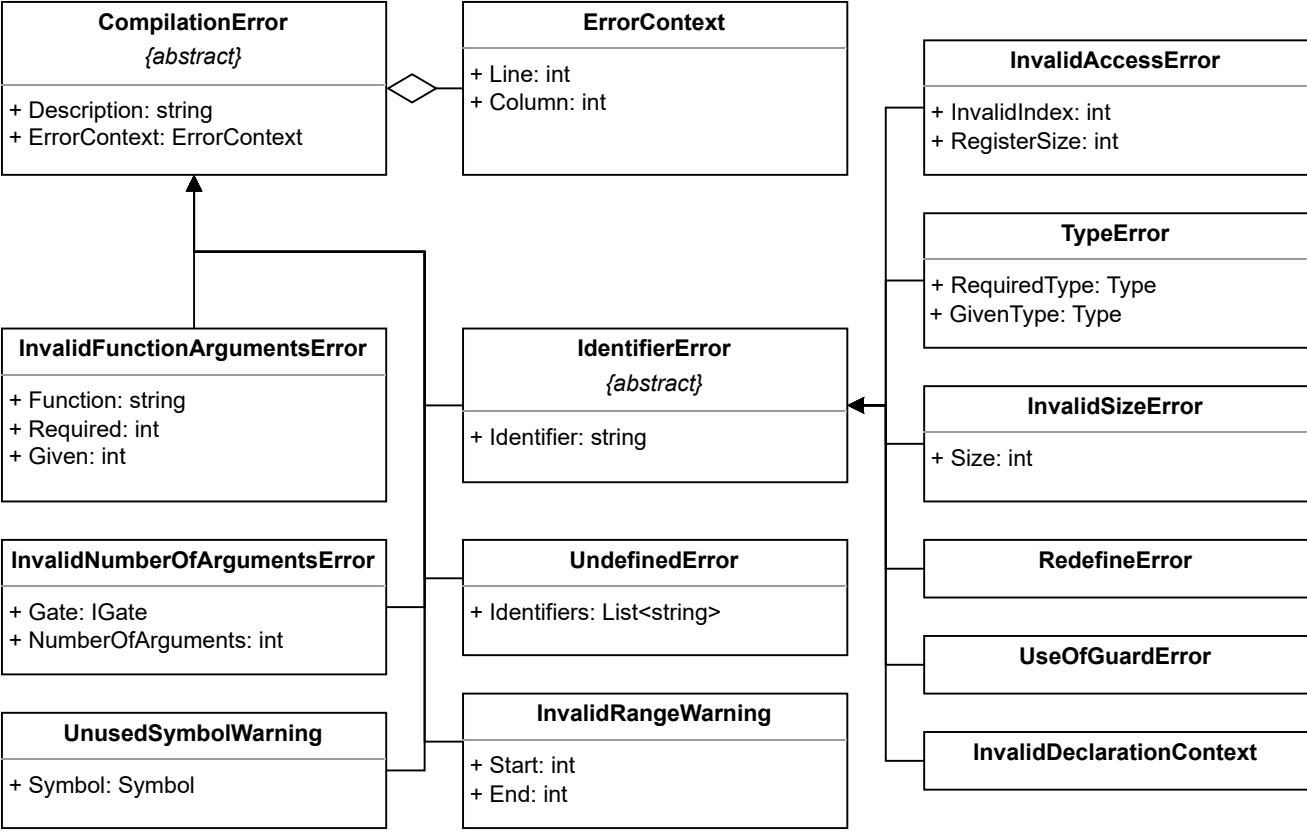 CompilationError
{abstract}
+ Description: string
+ ErrorContext: ErrorContext
ErrorContext
+ Line: int
+ Column: int
InvalidAccessError
+ InvalidIndex: int
+ RegisterSize: int
TypeError
+ RequiredType: Type
+ GivenType: Type
InvalidFunctionArgumentsError
+ Function: string
+ Required: int
+ Given: int
IdentifierError
{abstract}
+ Identifier: string
InvalidSizeError
+ Size: int
InvalidNumberOfArgumentsError
+ Gate: IGate
+ NumberOfArguments: int
UndefinedError
+ Identifiers: List<string>
RedefineError
UseOfGuardError
UnusedSymbolWarning
+ Symbol: Symbol
InvalidRangeWarning
+ Start: int
+ End: int
InvalidDeclarationContext